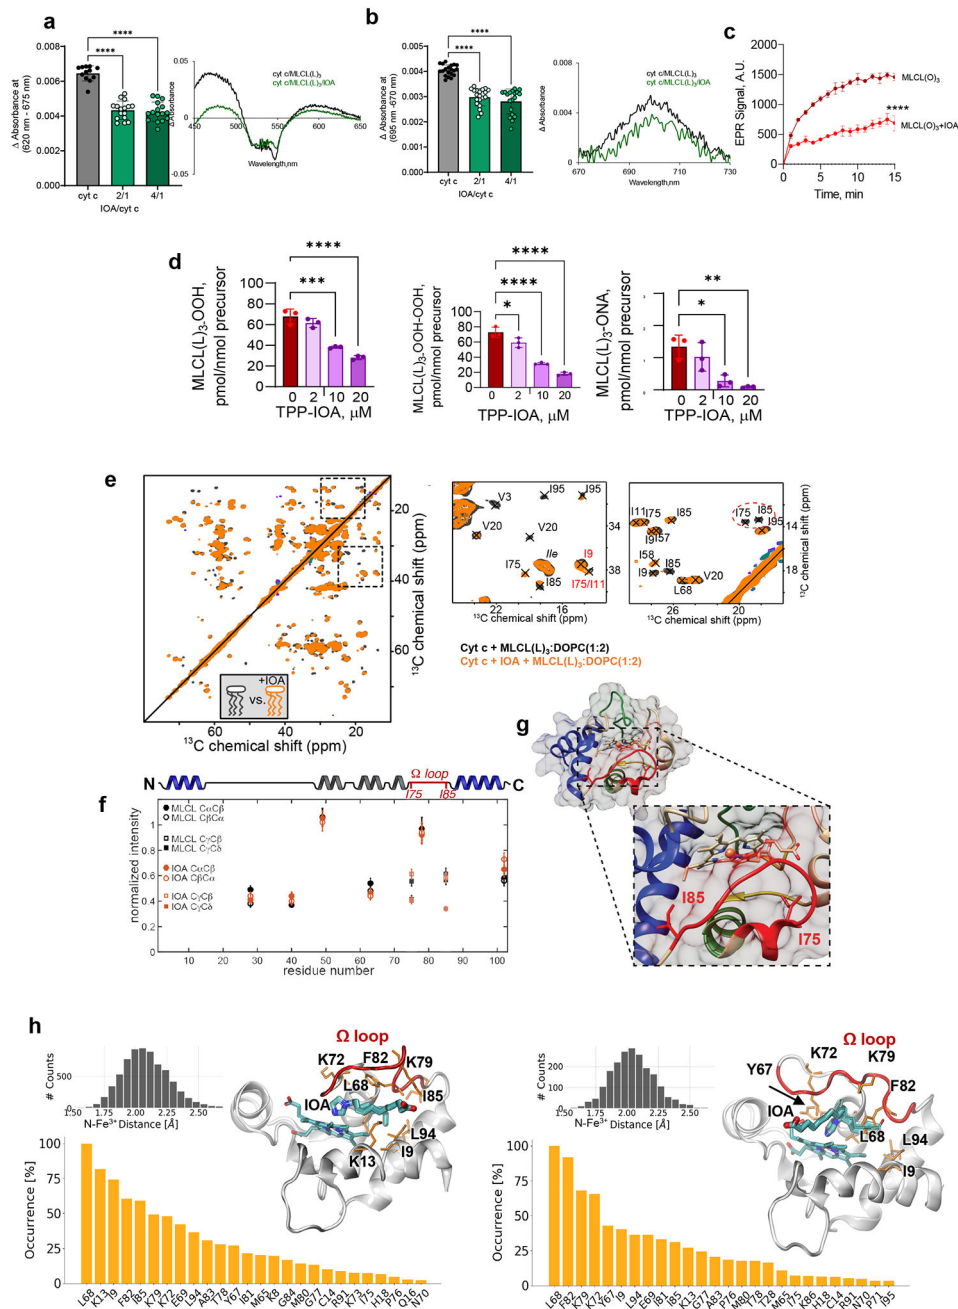 a
****
****
0.008
0.006
0.004
0.002
0.000
Δ Absorbance at
(620 nm - 675 nm)
cyt c
2/1
4/1
IOA/cyt c
0.05
-0.05
Δ Absorbance
cyt c/MLCL(L)3
cyt c/MLCL(L)3/IOA
450
500
550
600
650
Wavelength,nm
b
****
****
0.005
0.004
0.003
0.002
0.001
0.000
Δ Absorbance at
(695 nm -670 nm)
cyt c
2/1
4/1
IOA/cyt c
cyt c/MLCL(L)3
cyt c/MLCL(L)3/IOA
0.008
0.004
0.000
Δ Absorbance
670
690
710
730
Wavelength,nm
c
2000
1500
1000
500
0
EPR Signal, A.U.
MLCL(O)3
****
MLCL(O)3+IOA
0
5
10
15
Time, min
d
****
***
100
80
60
40
20
0
MLCL(L)3-OOH,
pmol/nmol precursor
0 2 10 20
TPP-IOA, μM
****
****
*
100
80
60
40
20
0
MLCL(L)3-OOH-OOH,
pmol/nmol precursor
0 2 10 20
TPP-IOA, μM
**
*
MLCL(L)3-ONA,
pmol/nmol precursor
0 2 10 20
TPP-IOA, μM
e
20
40
60
13C chemical shift (ppm)
+IOA
vs.
60 40 20
13C chemical shift (ppm)
I95
I95
V3
V20
V20
Ile
I9
I75
I85
I75/I11
34
38
22
19
16
13C chemical shift (ppm)
I11
I75
I85
I9
I57
I58
I9
I85
V20
L68
I75
I85
I95
14
18
26
20
13C chemical shift (ppm)
13C chemical shift (ppm)
Cyt c + MLCL(L)3:DOPC(1:2)
Cyt c + IOA + MLCL(L)3:DOPC(1:2)
N
Ω loop
I75
I85
C
f
MLCL CαCβ
MLCL CβCα
MLCL CγCβ
MLCL CγCδ
IOA CαCβ
IOA CβCα
IOA CγCβ
IOA CγCδ
1
0.8
0.6
0.4
0.2
0
normalized intensity
10 20 30 40 50 60 70 80 90 100
residue number
g
I85
I75
h
# Counts
500
0
1.50
1.75
2.00
2.25
2.50
N-Fe3+ Distance [Å]
Ω loop
K72
F82
K79
L68
I85
IOA
L94
K13
I9
100
75
50
25
0
Occurrence [%]
L68 K13 I9 F82 I85 K79 K72 E69 L94 A83 T78 Y67 I81 M65 K8 G84 M80 G77 C14 R91 K73 I75 H18 P76 Q16 N70
# Counts
200
100
0
1.50
1.75
2.00
2.25
2.50
N-Fe3+ Distance [Å]
Ω loop
K72
K79
Y67
F82
IOA
L68
L94
I9
100
75
50
25
0
Occurrence [%]
L68 F82 K79 K72 Y67 I9 L94 E69 I81 I85 K13 G77 A83 M80 T78 F28 M65 I75 K86 H18 C14 R91 N70 P71 I95